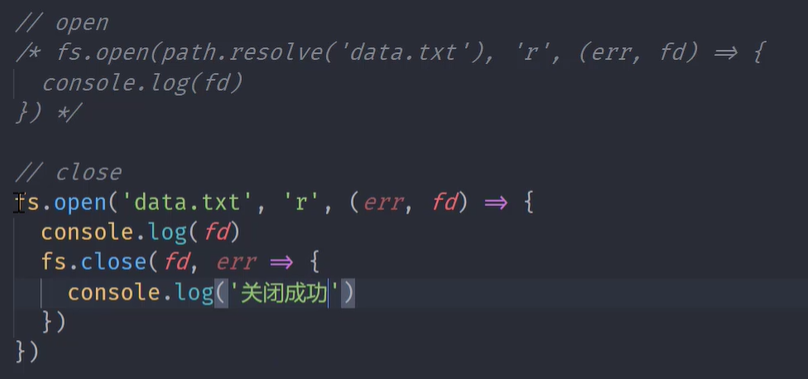 // open
/* fs.open(path.resolve('data.txt'), 'r', (err, fd) => {
  console.log(fd)
}) */

// close
fs.open('data.txt', 'r', (err, fd) => {
  console.log(fd)
  fs.close(fd, err => {
    console.log('关闭成功')
  })
})